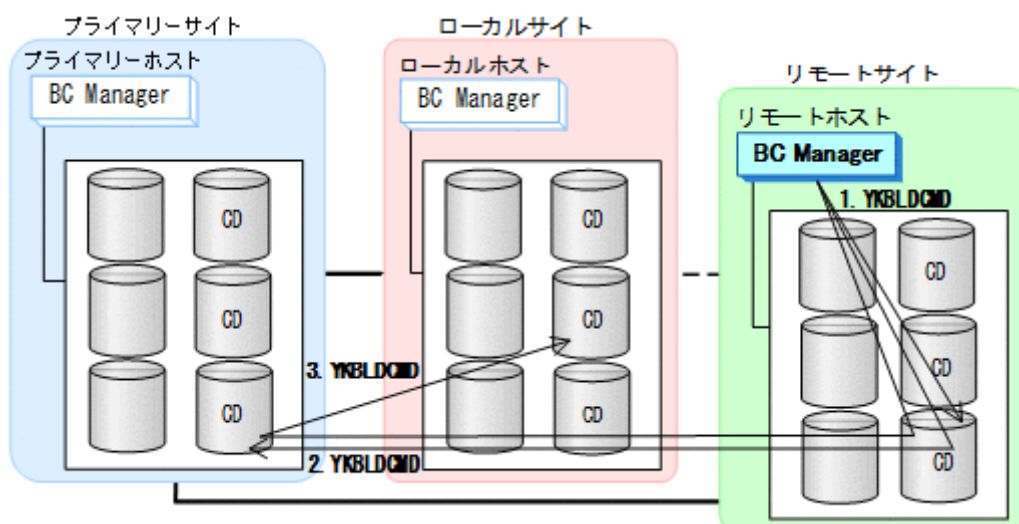 プライマリーサイト
プライマリーホスト
BC Manager
CD
CD
CD
ローカルサイト
ローカルホスト
BC Manager
CD
CD
CD
リモートサイト
リモートホスト
BC Manager
1. YKBLDCMD
CD
CD
CD
3. YKBLDCMD
2. YKBLDCMD